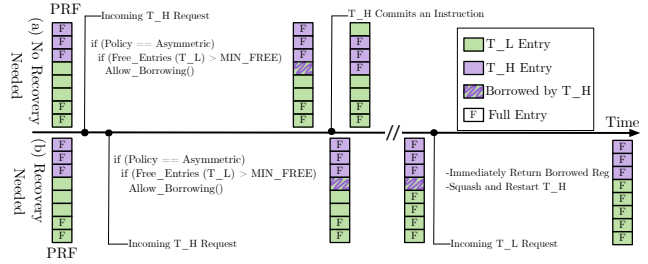 PRF
(a) No Recovery
Needed
F
F
F
F
F
Incoming T_H Request
if (Policy == Asymmetric)
if (Free_Entries (T_L) > MIN_FREE)
Allow_Borrowing()
F
F
F
F
F
T_H Commits an Instruction
F
F
F
F
F
T_L Entry
T_H Entry
Borrowed by T_H
F Full Entry
Time
(b) Recovery
Needed
F
F
F
F
F
PRF
if (Policy == Asymmetric)
if (Free_Entries (T_L) > MIN_FREE)
Allow_Borrowing()
Incoming T_H Request
F
F
F
F
F
F
F
F
F
F
-Immediately Return Borrowed Reg
-Squash and Restart T_H
Incoming T_L Request
F
F
F
F
F
F
F
F